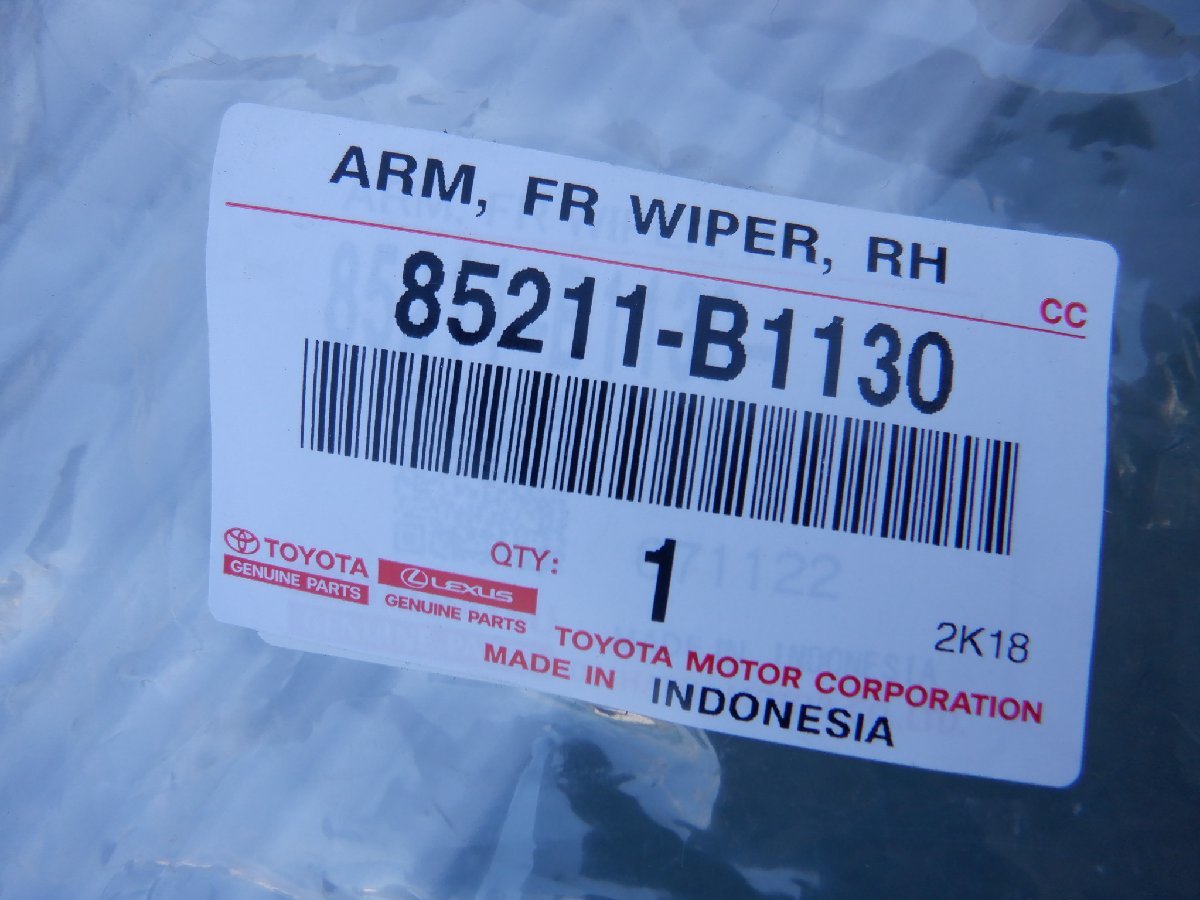 ARM, FR WIPER, RH
CC
85211-B1130
TOYOTA
GENUINE PARTS
LEXUS
GENUINE PARTS
QTY: 1
2K18
TOYOTA MOTOR CORPORATION
MADE IN INDONESIA